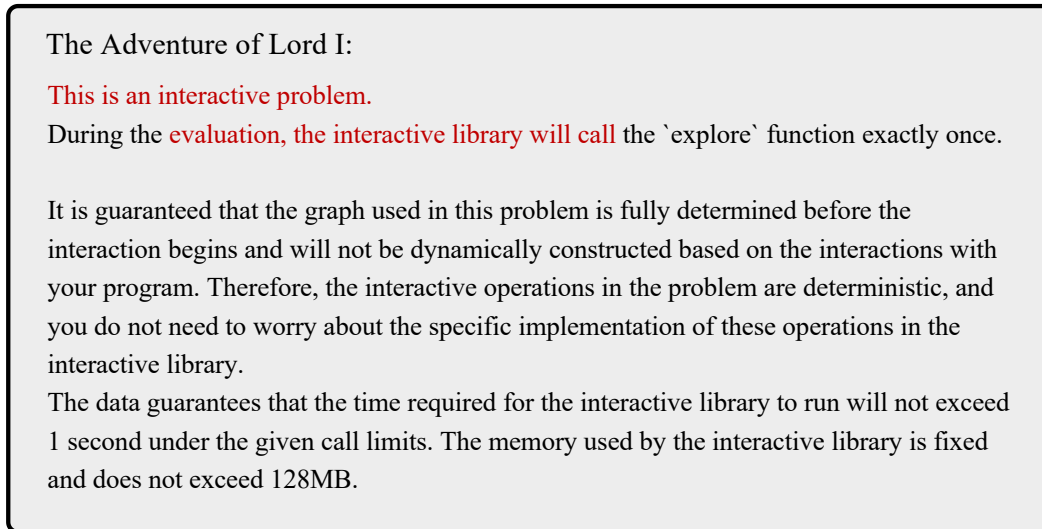 The Adventure of Lord I:
This is an interactive problem.
During the evaluation, the interactive library will call the `explore` function exactly once.
It is guaranteed that the graph used in this problem is fully determined before the
interaction begins and will not be dynamically constructed based on the interactions with
your program. Therefore, the interactive operations in the problem are deterministic, and
you do not need to worry about the specific implementation of these operations in the
interactive library.
The data guarantees that the time required for the interactive library to run will not exceed
1 second under the given call limits. The memory used by the interactive library is fixed
and does not exceed 128MB.